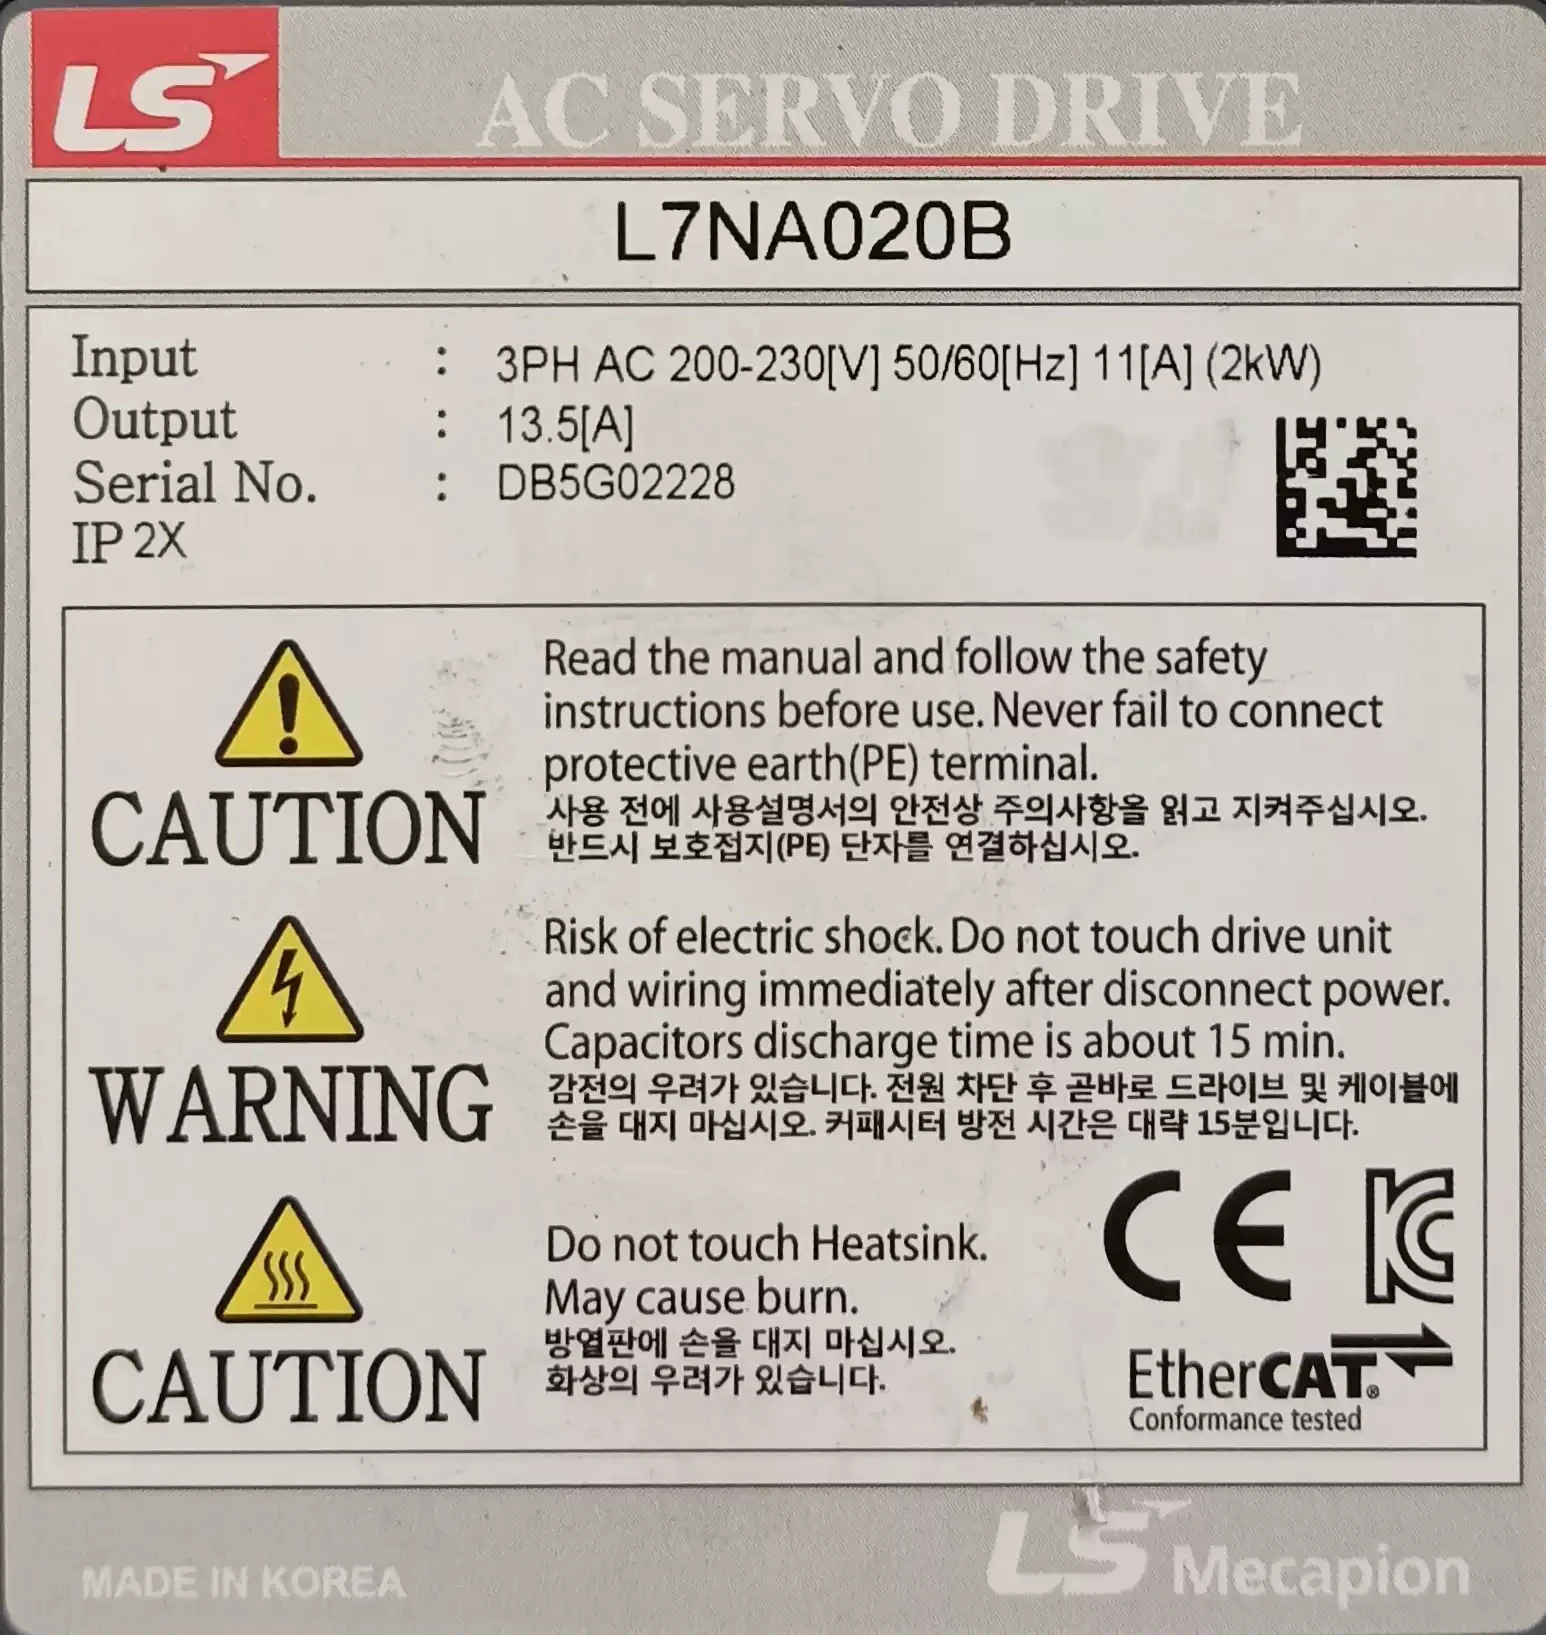 LS
AC SERVO DRIVE
L7NA020B
Input : 3PH AC 200-230[V] 50/60[Hz] 11[A] (2kW)
Output : 13.5[A]
Serial No. : DB5G02228
IP 2X
CAUTION
Read the manual and follow the safety
instructions before use. Never fail to connect
protective earth(PE) terminal.
사용 전에 사용설명서의 안전상 주의사항을 읽고 지켜주십시오.
반드시 보호접지(PE) 단자를 연결하십시오.
WARNING
Risk of electric shock. Do not touch drive unit
and wiring immediately after disconnect power.
Capacitors discharge time is about 15 min.
감전의 우려가 있습니다. 전원 차단 후 곧바로 드라이브 및 케이블에
손을 대지 마십시오. 커패시터 방전 시간은 대략 15분입니다.
CAUTION
Do not touch Heatsink.
May cause burn.
방열판에 손을 대지 마십시오.
화상의 우려가 있습니다.
CE KC
EtherCAT®
Conformance tested
MADE IN KOREA
LS Mecapion